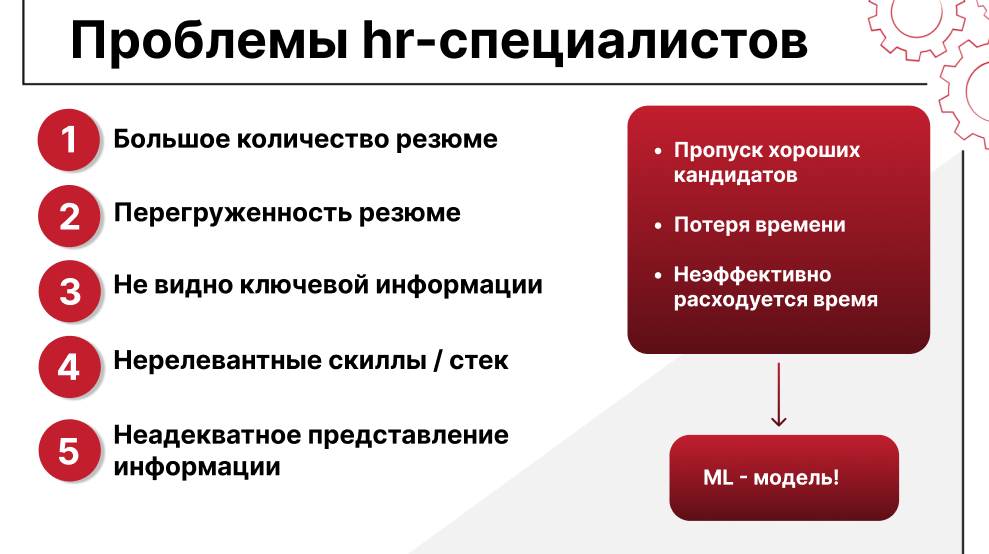 Проблемы hr-специалистов
1 Большое количество резюме
2 Перегруженность резюме
3 Не видно ключевой информации
4 Нерелевантные скиллы / стек
5 Неадекватное представление
информации
• Пропуск хороших
кандидатов
• Потеря времени
• Неэффективно
расходуется время
ML - модель!